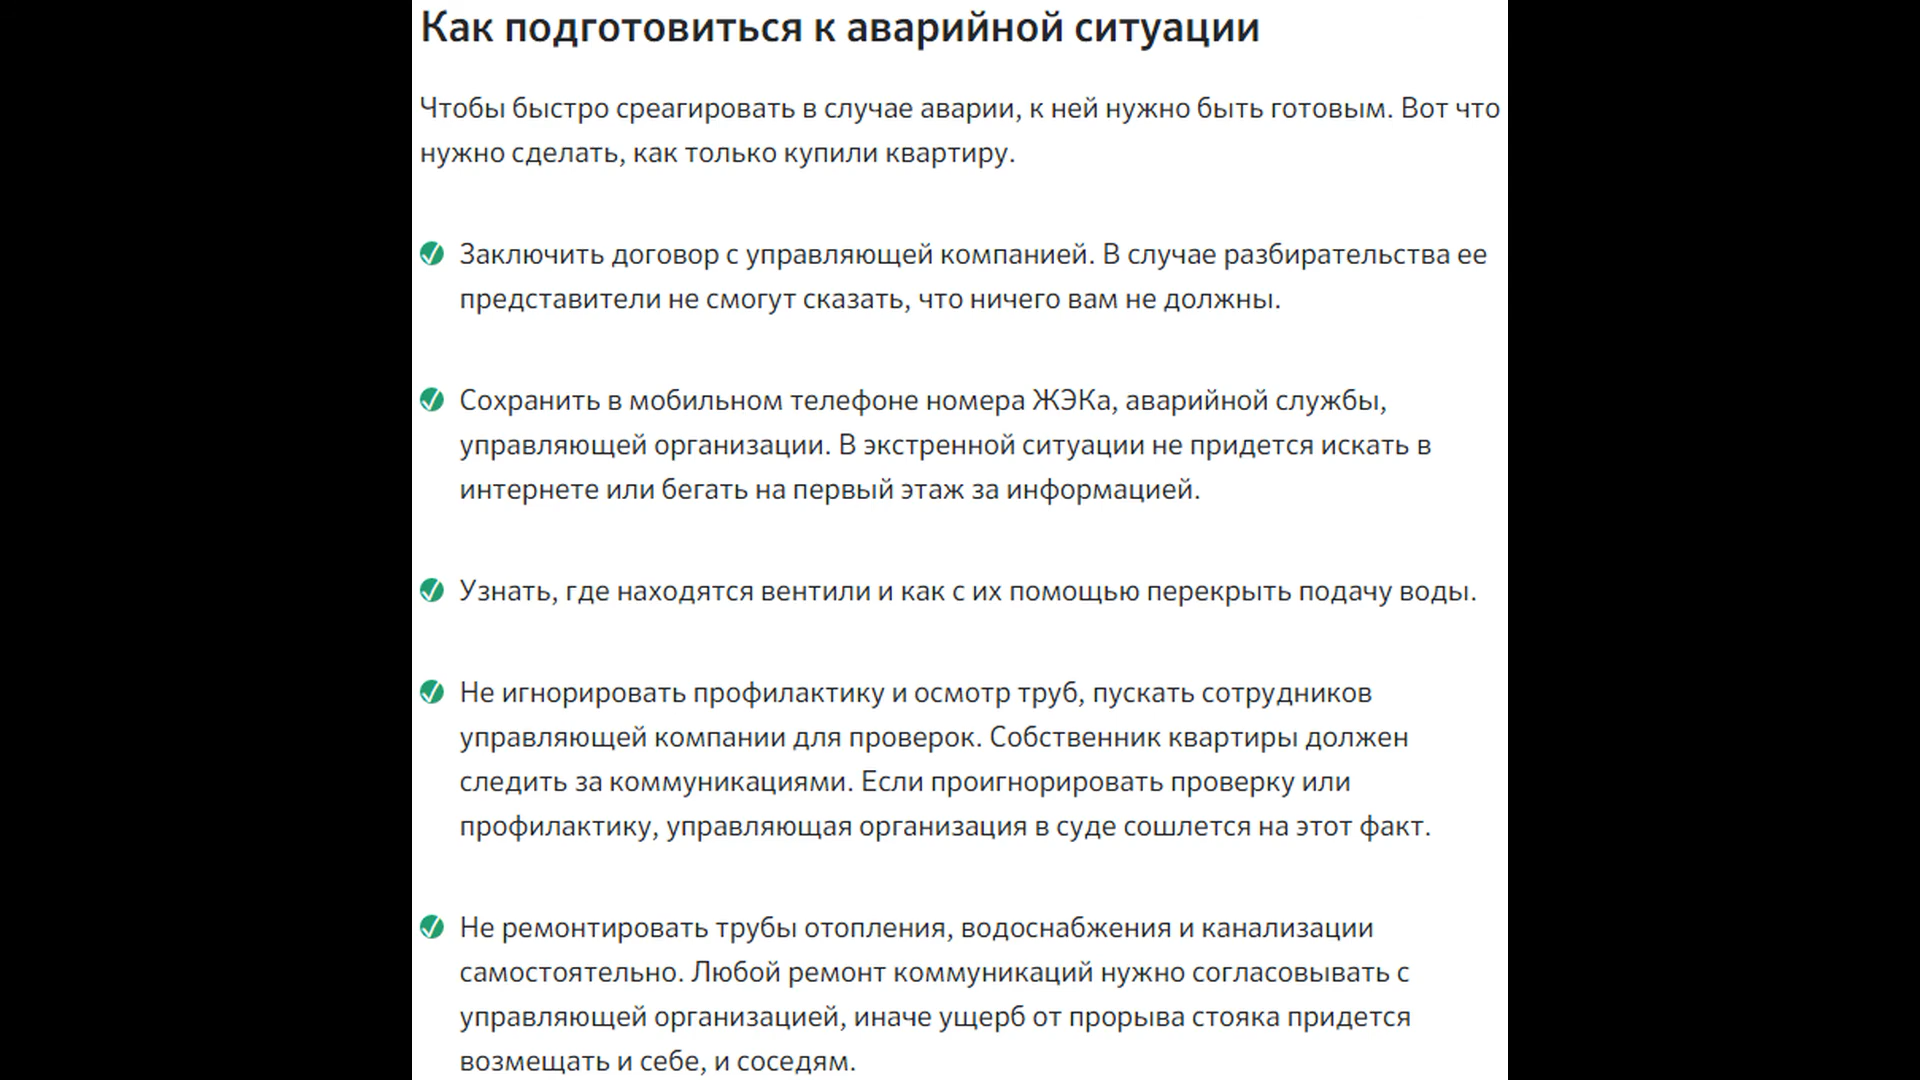 Как подготовиться к аварийной ситуации
Чтобы быстро среагировать в случае аварии, к ней нужно быть готовым. Вот что
нужно сделать, как только купили квартиру.
Заключить договор с управляющей компанией. В случае разбирательства ее
представители не смогут сказать, что ничего вам не должны.
Сохранить в мобильном телефоне номера ЖЭКа, аварийной службы,
управляющей организации. В экстренной ситуации не придется искать в
интернете или бегать на первый этаж за информацией.
Узнать, где находятся вентили и как с их помощью перекрыть подачу воды.
Не игнорировать профилактику и осмотр труб, пускать сотрудников
управляющей компании для проверок. Собственник квартиры должен
следить за коммуникациями. Если проигнорировать проверку или
профилактику, управляющая организация в суде сошлется на этот факт.
Не ремонтировать трубы отопления, водоснабжения и канализации
самостоятельно. Любой ремонт коммуникаций нужно согласовывать с
управляющей организацией, иначе ущерб от прорыва стояка придется
возмещать и себе, и соседям.